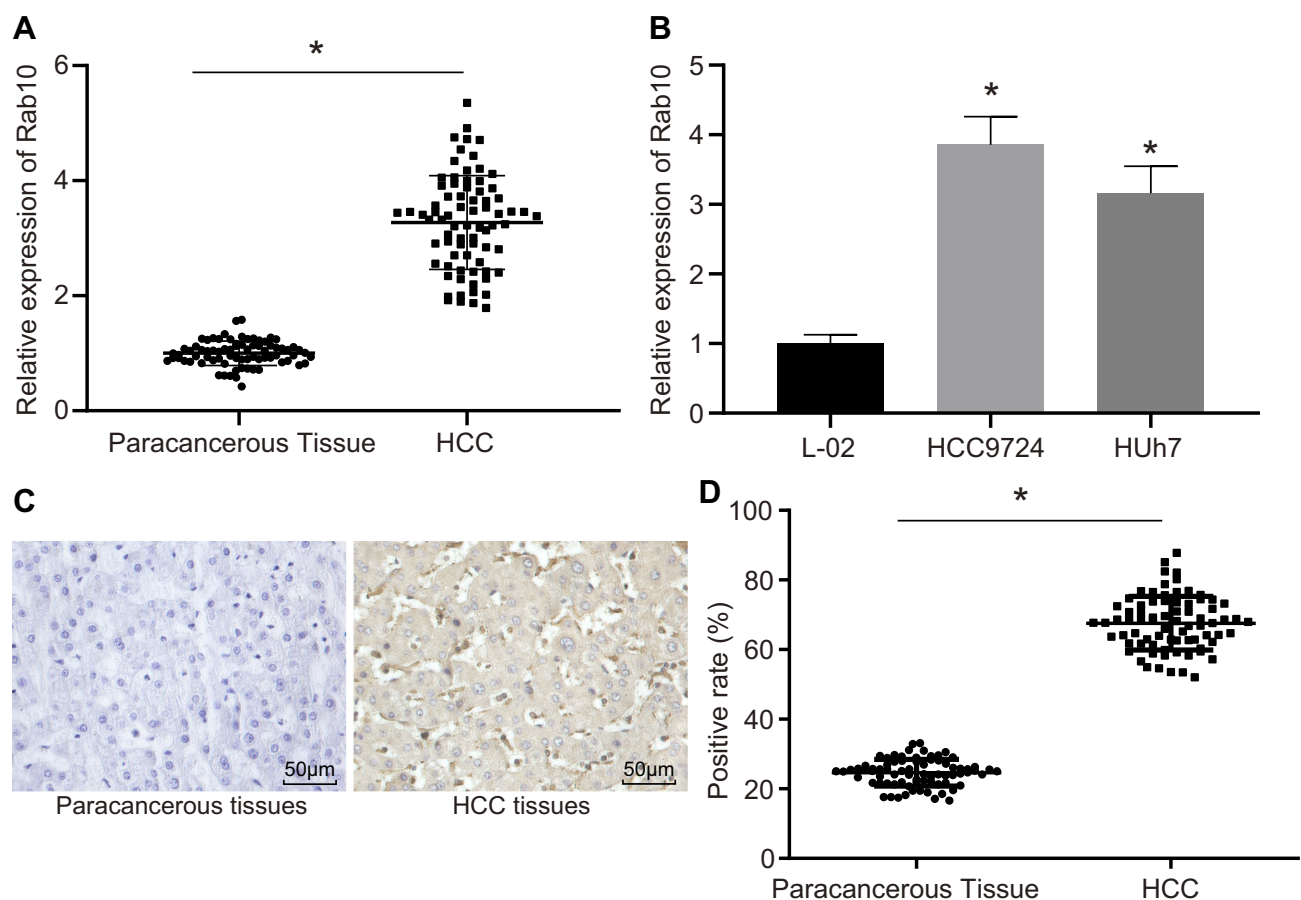 A
*
Relative expression of Rab10
6
4
2
0
Paracancerous Tissue
HCC
B
Relative expression of Rab10
5
4
3
2
1
0
*
*
L-02
HCC9724
HUh7
C
50μm
50μm
Paracancerous tissues
HCC tissues
D
*
Positive rate (%)
100
80
60
40
20
0
Paracancerous Tissue
HCC